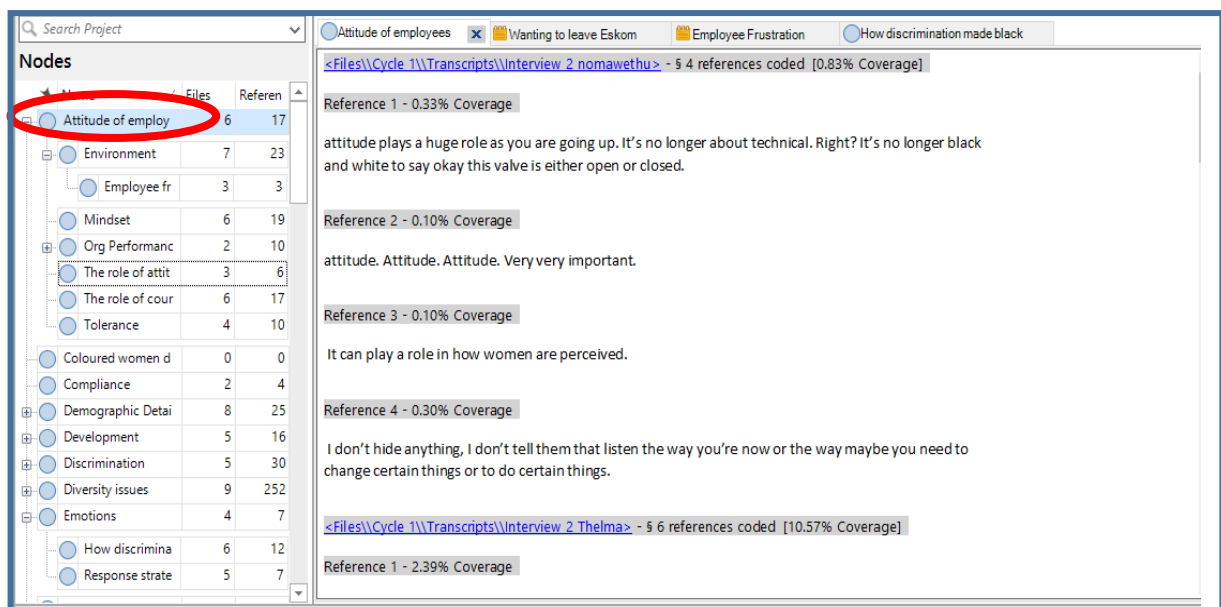 Search Project
Nodes
Name Files Referen
Attitude of employ 6 17
Environment 7 23
Employee fr 3 3
Mindset 6 19
Org Performanc 2 10
The role of attit 3 6
The role of cour 6 17
Tolerance 4 10
Coloured women d 0 0
Compliance 2 4
Demographic Detai 8 25
Development 5 16
Discrimination 5 30
Diversity issues 9 252
Emotions 4 7
How discrimina 6 12
Response strate 5 7
Attitude of employees Wanting to leave Eskom Employee Frustration How discrimination made black
<Files\\Cycle 1\\Transcripts\\Interview 2 nomawethu> - § 4 references coded [0.83% Coverage]
Reference 1 - 0.33% Coverage
attitude plays a huge role as you are going up. It's no longer about technical. Right? It's no longer black
and white to say okay this valve is either open or closed.
Reference 2 - 0.10% Coverage
attitude. Attitude. Attitude. Very very important.
Reference 3 - 0.10% Coverage
It can play a role in how women are perceived.
Reference 4 - 0.30% Coverage
I don't hide anything, I don't tell them that listen the way you're now or the way maybe you need to
change certain things or to do certain things.
<Files\\Cycle 1\\Transcripts\\Interview 2 Thelma> - § 6 references coded [10.57% Coverage]
Reference 1 - 2.39% Coverage